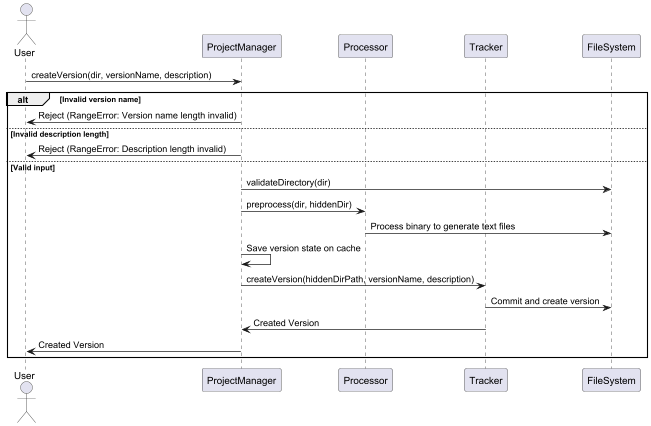 User
ProjectManager
Processor
Tracker
FileSystem
createVersion(dir, versionName, description)
alt
[Invalid version name]
Reject (RangeError: Version name length invalid)
[Invalid description length]
Reject (RangeError: Description length invalid)
[Valid input]
validateDirectory(dir)
preprocess(dir, hiddenDir)
Process binary to generate text files
Save version state on cache
createVersion(hiddenDirPath, versionName, description)
Commit and create version
Created Version
Created Version
User
ProjectManager
Processor
Tracker
FileSystem